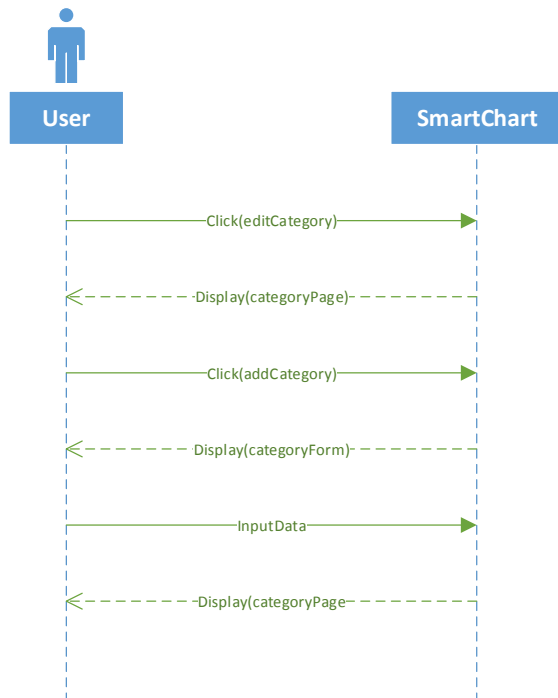 User
SmartChart
Click(editCategory)
Display(categoryPage)
Click(addCategory)
Display(categoryForm)
InputData
Display(categoryPage